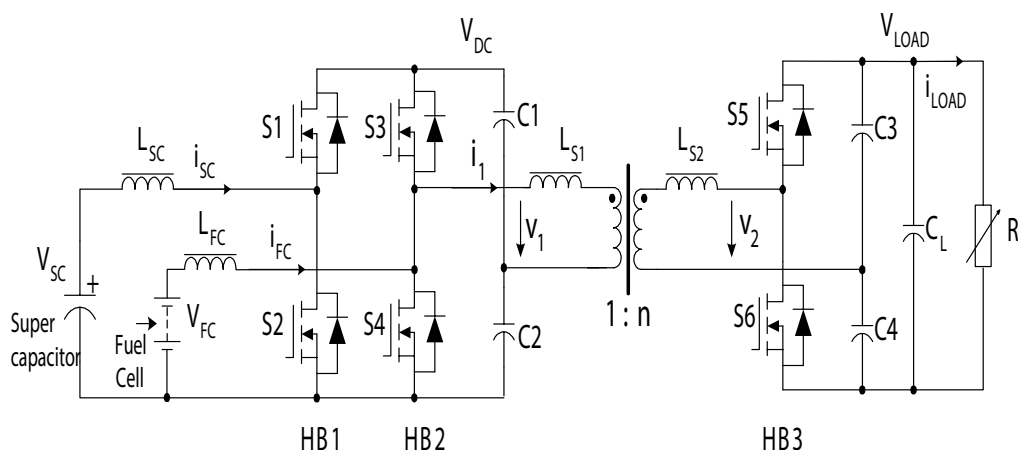 V_DC
V_LOAD
i_LOAD
S1
S3
C1
S5
C3
L_SC
i_SC
i_1
L_S1
L_S2
L_FC
i_FC
V_1
V_2
C_L
R
V_SC
+
V_FC
Super
capacitor
Fuel
Cell
S2
S4
C2
1 : n
S6
C4
HB1
HB2
HB3